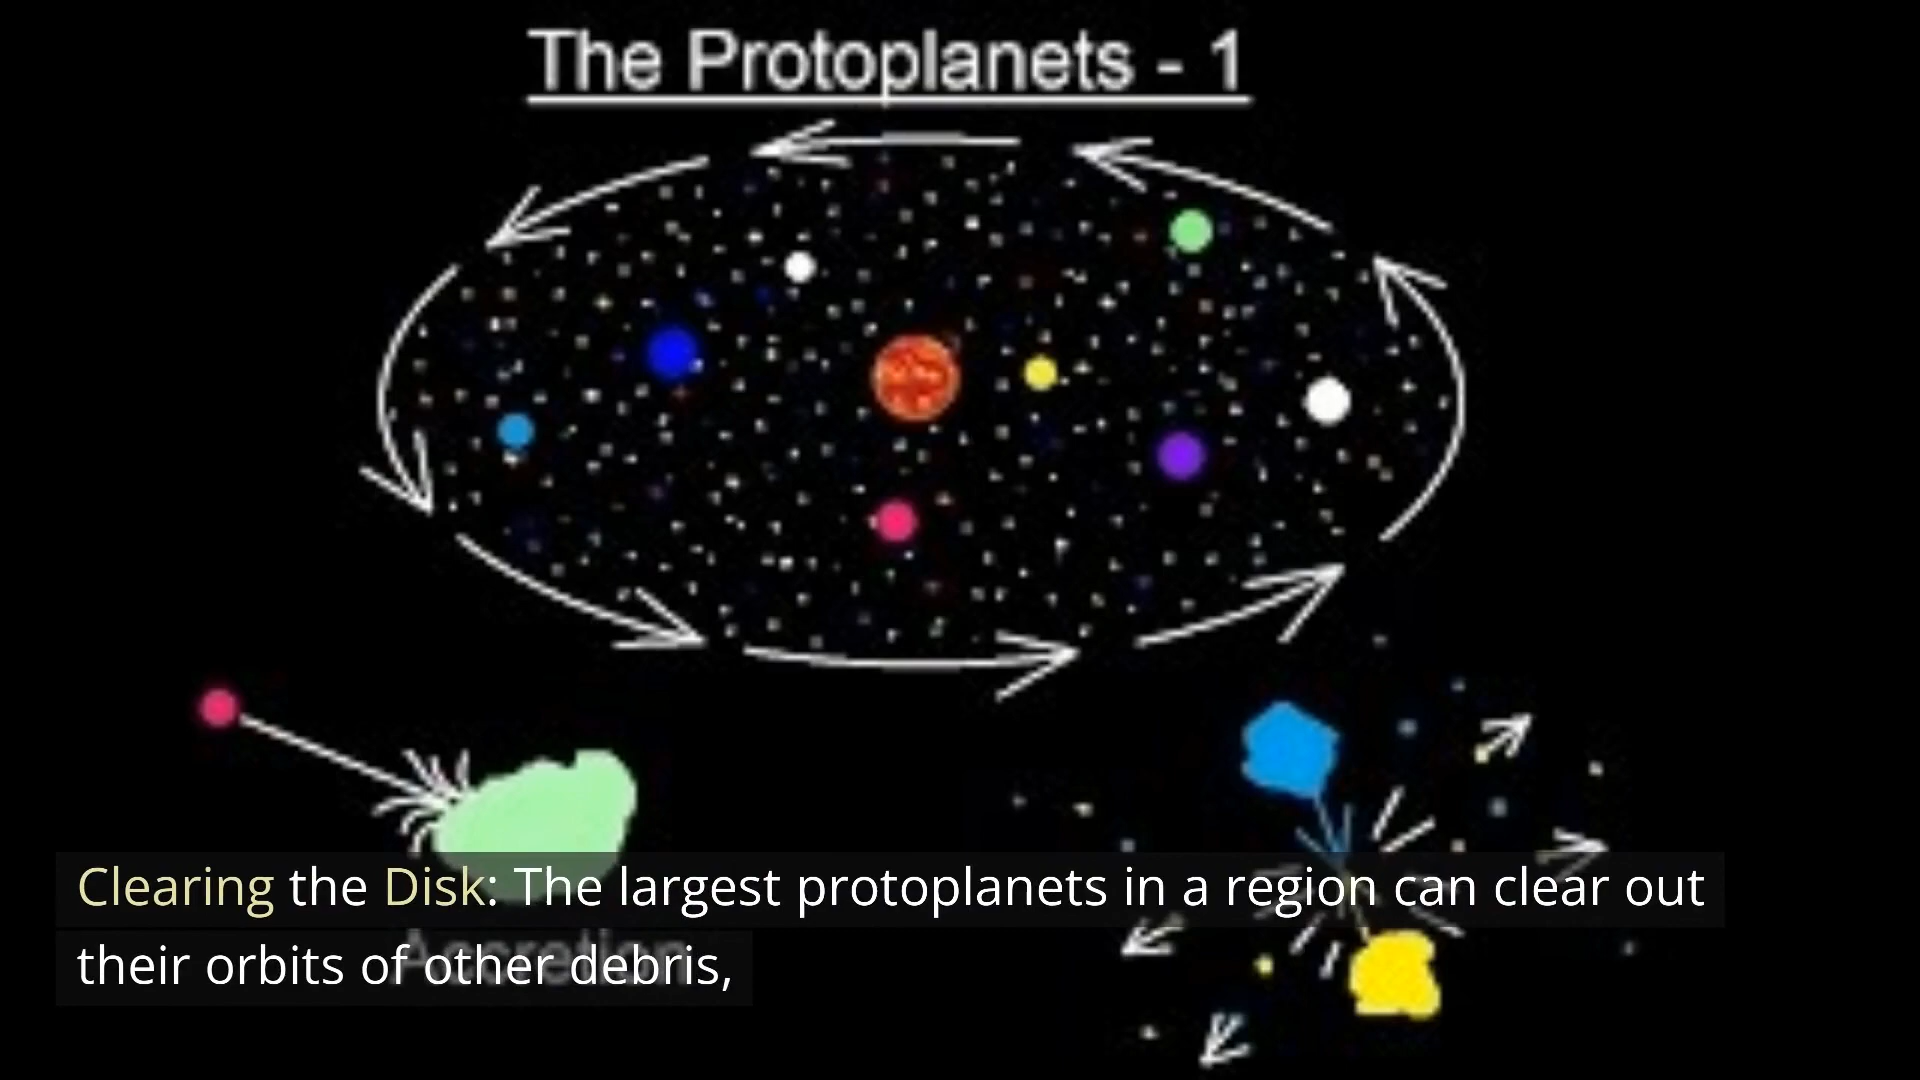 The Protoplanets - 1
Clearing the Disk: The largest protoplanets in a region can clear out
their orbits of other debris,
Accretion